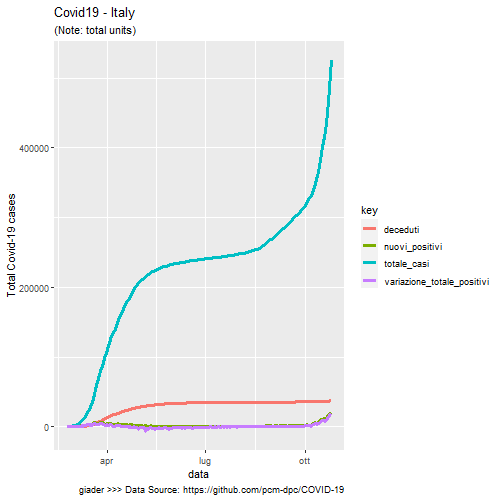 Covid19 - Italy
(Note: total units)
Total Covid-19 cases
400000
200000
0
apr
lug
ott
data
key
deceduti
nuovi_positivi
totale_casi
variazione_totale_positivi
giader >>> Data Source: https://github.com/pcm-dpc/COVID-19